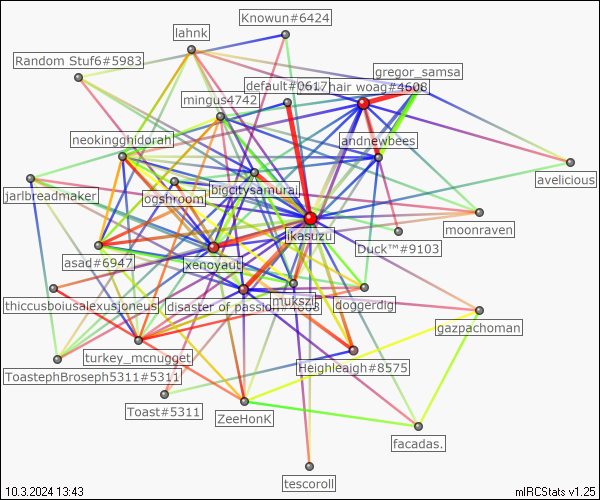 Knowun#6424
lahnk
Random Stuf6#5983
gregor_samsa
default#0617
hair woag#4608
mingus4742
neokingghidorah
andnewbees
avelicious
bigcitysamurai
jarlbreadmaker
ogshroom
moonraven
ikasuzu
Duck™#9103
asad#6947
xenoyaut
thiccusboiusalexusjoneus
disaster of passion#4868
mukszli
doggerdig
gazpachoman
turkey_mcnugget
ToastephBroseph5311#5311
Heighleaigh#8575
Toast#5311
ZeeHonK
facadas.
tescoroll
10.3.2024 13:43
mIRCStats v1.25